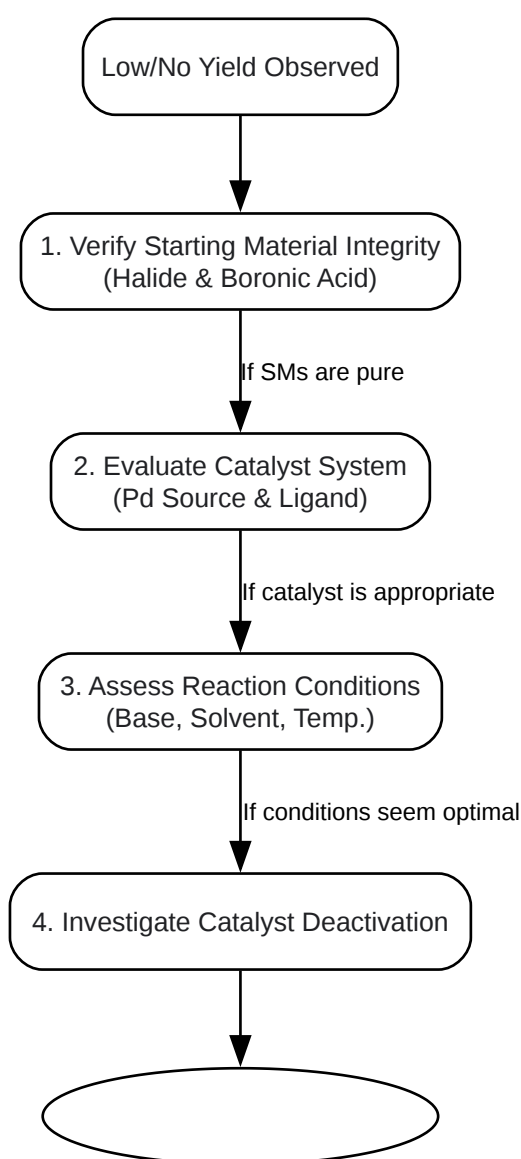 Low/No Yield Observed
1. Verify Starting Material Integrity
(Halide & Boronic Acid)
If SMs are pure
2. Evaluate Catalyst System
(Pd Source & Ligand)
If catalyst is appropriate
3. Assess Reaction Conditions
(Base, Solvent, Temp.)
If conditions seem optimal
4. Investigate Catalyst Deactivation